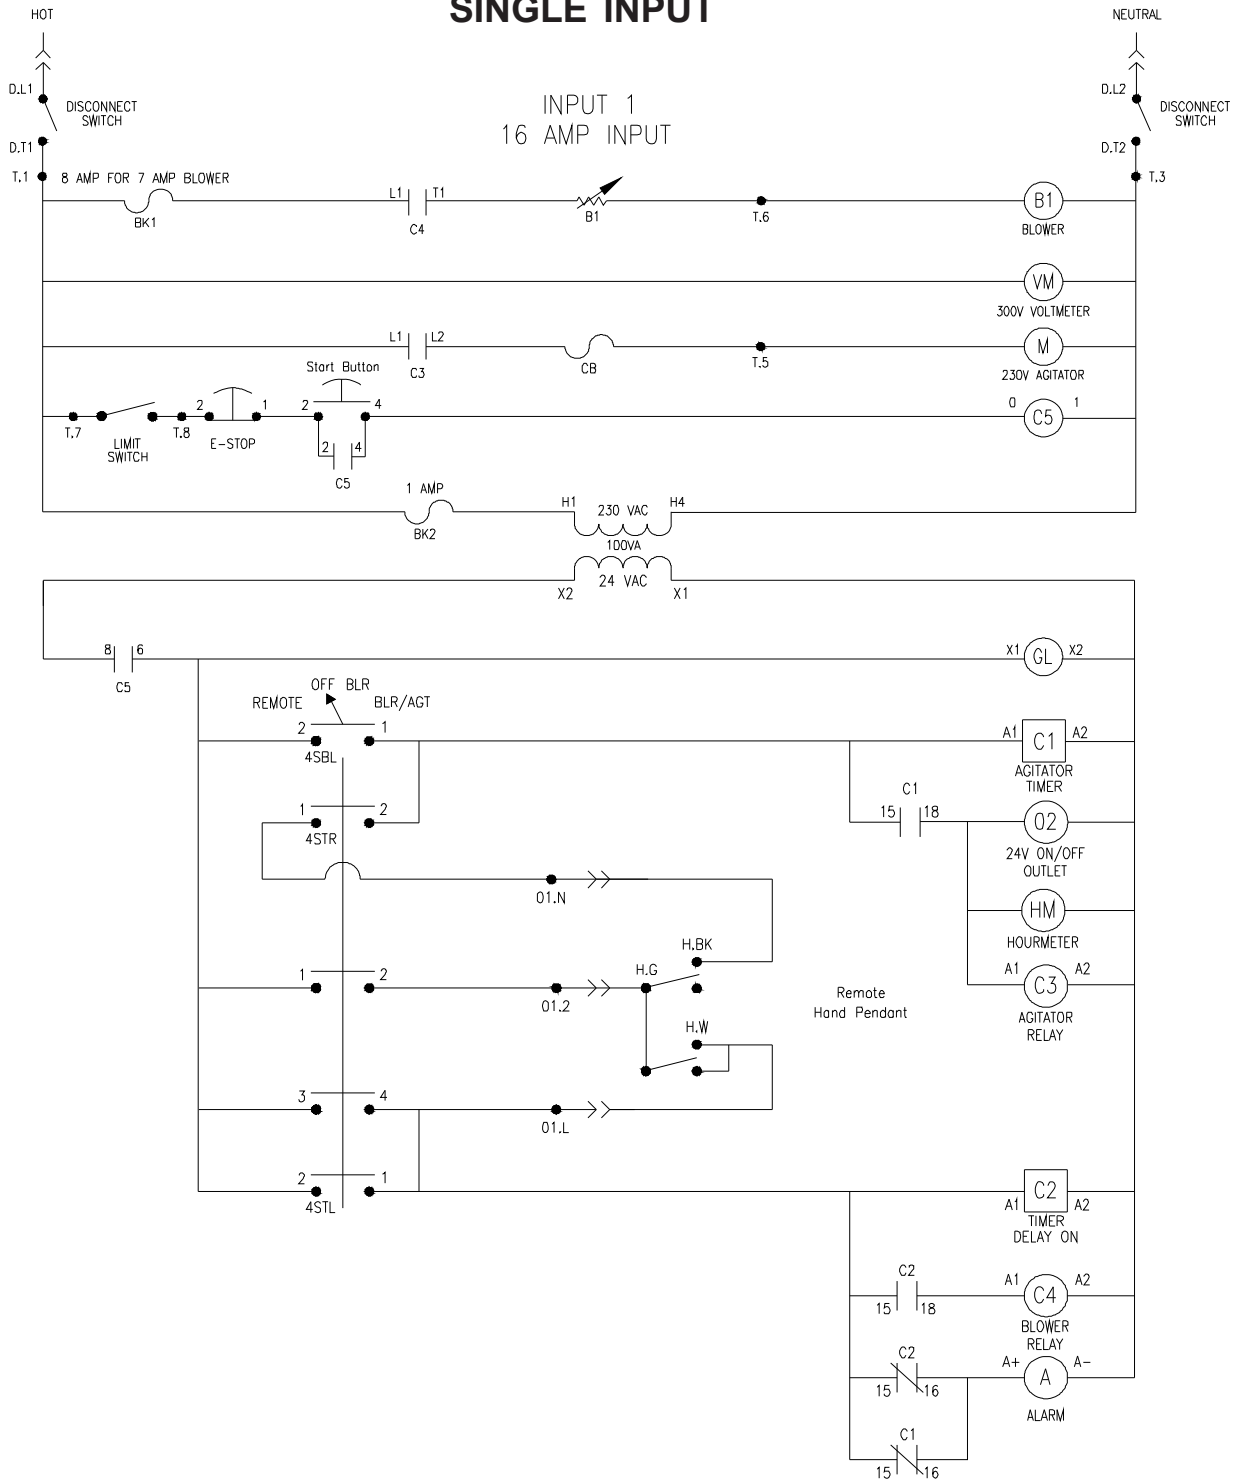 SINGLE INPUT
HOT
NEUTRAL
D.L1
DISCONNECT
SWITCH
INPUT 1
16 AMP INPUT
D.L2
DISCONNECT
SWITCH
D.T1
D.T2
T.1
8 AMP FOR 7 AMP BLOWER
T.3
BK1
L1
T1
C4
B1
T.6
B1
BLOWER
VM
300V VOLTMETER
L1
L2
C3
CB
T.5
M
230V AGITATOR
Start Button
T.7
LIMIT
SWITCH
T.8
2
1
E-STOP
2
4
2
4
C5
0
C5
1
1 AMP
BK2
H1
230 VAC
H4
100VA
24 VAC
X2
X1
8
6
C5
X1
GL
X2
OFF BLR
REMOTE
BLR/AGT
2
1
4SBL
A1
C1
A2
AGITATOR
TIMER
1
2
4STR
C1
15
18
O2
24V ON/OFF
OUTLET
01.N
HM
HOURMETER
H.BK
1
2
01.2
H.G
Remote
Hand Pendant
A1
C3
A2
AGITATOR
RELAY
H.W
3
4
01.L
2
1
4STL
C2
A1
A2
TIMER
DELAY ON
C2
15
18
A1
C4
A2
BLOWER
RELAY
C2
15
16
A+
A
A-
ALARM
C1
15
16